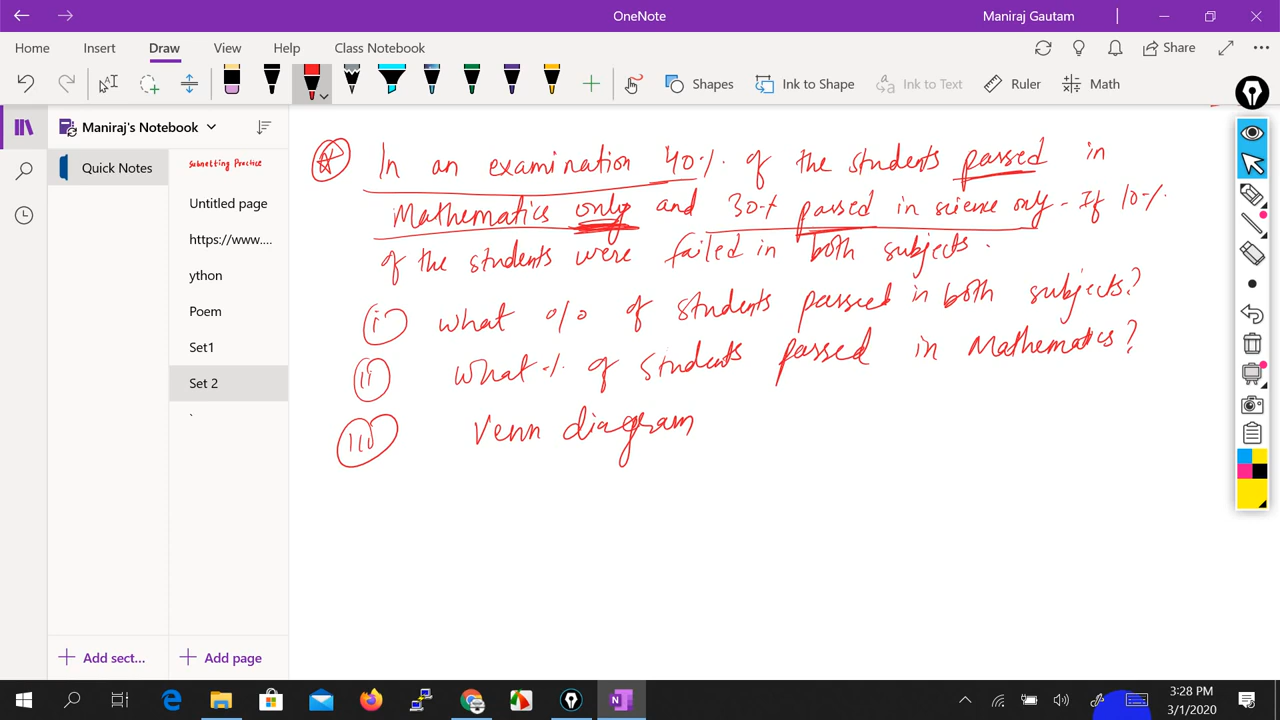 OneNote
Maniraj Gautam
Home Insert Draw View Help Class Notebook
Share
Shapes Ink to Shape Ink to Text Ruler Math
Maniraj's Notebook
Quick Notes
Subnetting Practice
Untitled page
https://www....
ython
Poem
Set1
Set 2
`
In an examination 40% of the students passed in
Mathematics only and 30% passed in science only. If 10%
of the students were failed in both subjects.
(i) what % of students passed in both subjects?
(ii) what % of students passed in Mathematics?
(iii) Venn diagram
Add sect... Add page
3:28 PM
3/1/2020